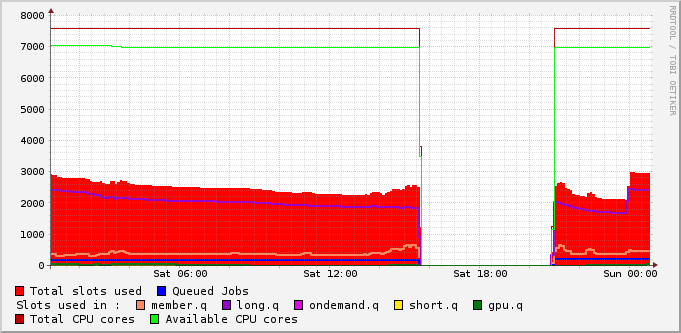 8000
7000
6000
5000
4000
3000
2000
1000
0
Sat 06:00 Sat 12:00 Sat 18:00 Sun 00:00
RRDTOOL / TOBI OETIKER
Total slots used Queued Jobs
Slots used in : member.q long.q ondemand.q short.q gpu.q
Total CPU cores Available CPU cores